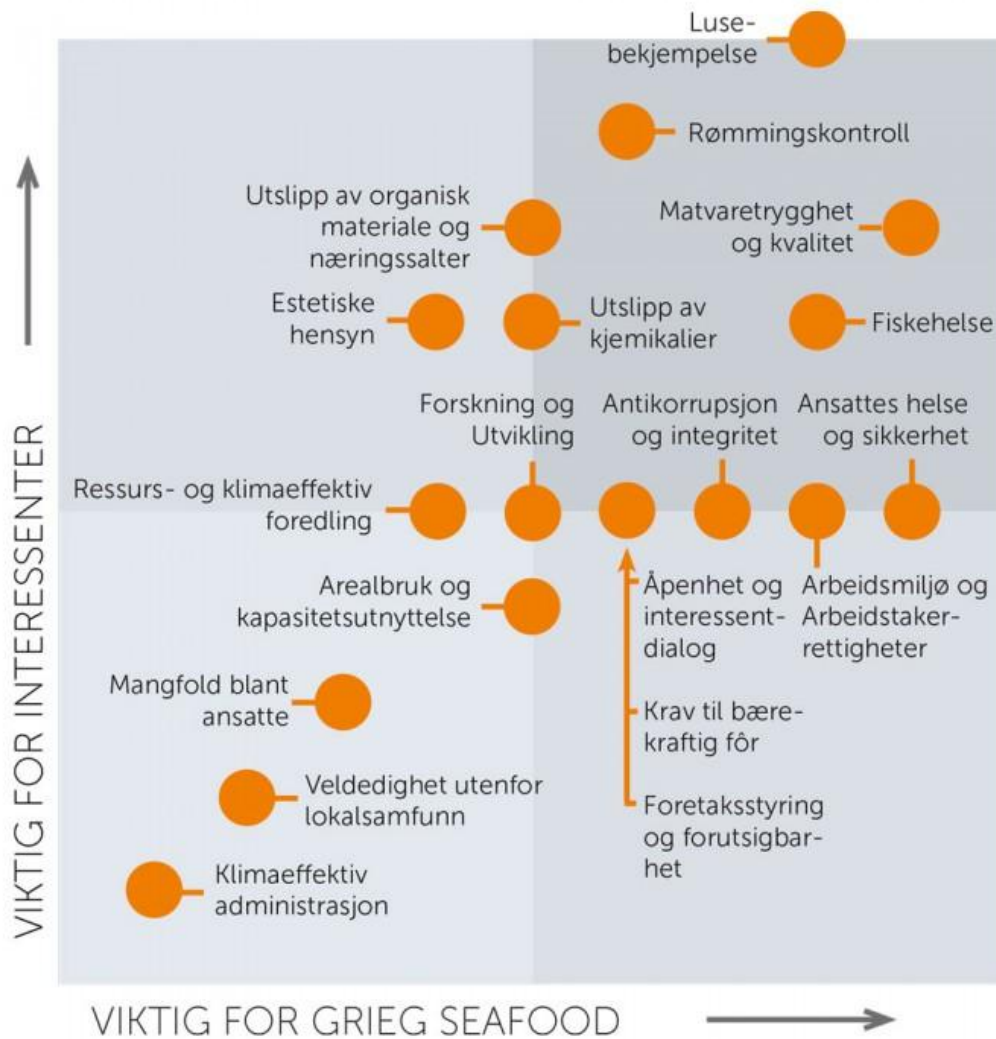 Luse-
bekjempelse
Rømmingskontroll
Utslipp av organisk
materiale og
næringssalter
Matvaretrygghet
og kvalitet
Estetiske
hensyn
Utslipp av
kjemikalier
Fiskehelse
Forskning og
Utvikling
Antikorrupsjon
og integritet
Ansattes helse
og sikkerhet
Ressurs- og klimaeffektiv
foredling
Arealbruk og
kapasitetsutnyttelse
Åpenhet og
interessent-
dialog
Arbeidsmiljø og
Arbeidstaker-
rettigheter
Mangfold blant
ansatte
Krav til bære-
kraftig fôr
Veldedighet utenfor
lokalsamfunn
Foretaksstyring
og forutsigbar-
het
Klimaeffektiv
administrasjon
VIKTIG FOR INTERESSENTER
VIKTIG FOR GRIEG SEAFOOD